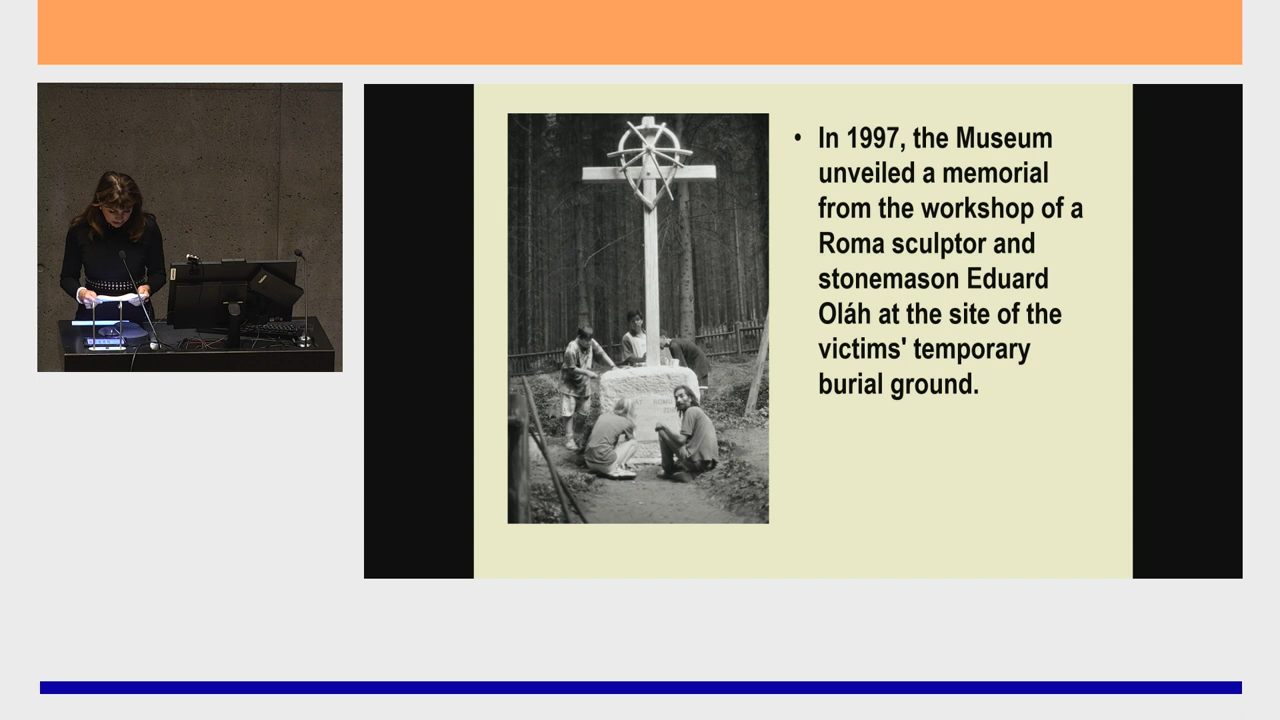 • In 1997, the Museum
unveiled a memorial
from the workshop of a
Roma sculptor and
stonemason Eduard
Oláh at the site of the
victims' temporary
burial ground.